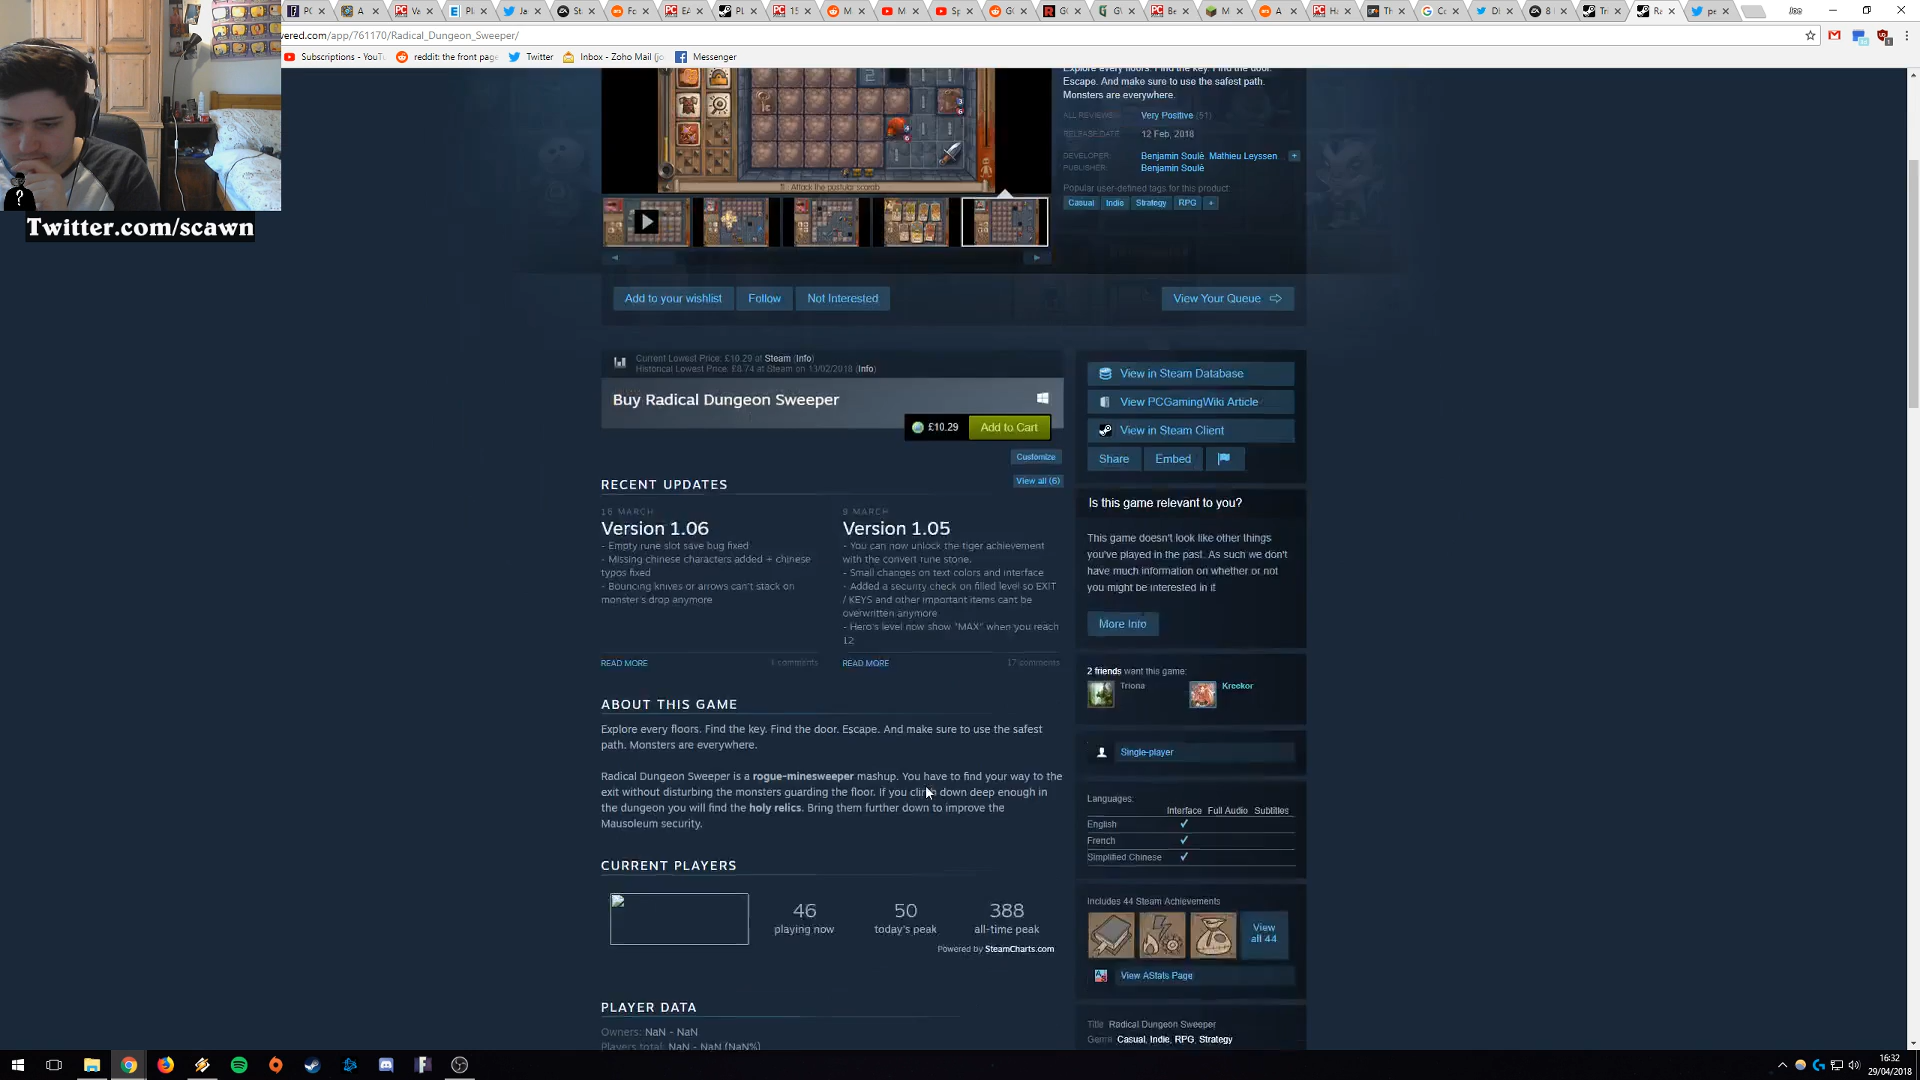 Joe
vered.com/app/761170/Radical_Dungeon_Sweeper/
Subscriptions - YouTu
reddit: the front page
Twitter
Inbox - Zoho Mail (jo
Messenger
Twitter.com/scawn
Explore every floors. Find the key. Find the door.
Escape. And make sure to use the safest path.
Monsters are everywhere.
ALL REVIEWS: Very Positive (51)
RELEASE DATE: 12 Feb, 2018
DEVELOPER: Benjamin Soulé, Mathieu Leyssen +
PUBLISHER: Benjamin Soulé
Popular user-defined tags for this product:
Casual Indie Strategy RPG +
Attack the pustular scarab
Add to your wishlist
Follow
Not Interested
View Your Queue
Current Lowest Price: £10.29 at Steam (Info)
Historical Lowest Price: £8.74 at Steam on 13/02/2018 (Info)
Buy Radical Dungeon Sweeper
£10.29
Add to Cart
Customize
RECENT UPDATES
View all (6)
16 MARCH
Version 1.06
- Empty rune slot save bug fixed
- Missing chinese characters added + chinese
typos fixed
- Bouncing knives or arrows can't stack on
monster's drop anymore
READ MORE
9 MARCH
Version 1.05
- You can now unlock the tiger achievement
with the convert rune stone.
- Small changes on text colors and interface
- Added a security check on filled level so EXIT
/ KEYS and other important items cant be
overwritten anymore
- Hero's level now show "MAX" when you reach
12
READ MORE
17 comments
ABOUT THIS GAME
Explore every floors. Find the key. Find the door. Escape. And make sure to use the safest
path. Monsters are everywhere.
Radical Dungeon Sweeper is a rogue-minesweeper mashup. You have to find your way to the
exit without disturbing the monsters guarding the floor. If you climb down deep enough in
the dungeon you will find the holy relics. Bring them further down to improve the
Mausoleum security.
CURRENT PLAYERS
46
playing now
50
today's peak
388
all-time peak
Powered by SteamCharts.com
PLAYER DATA
Owners: NaN - NaN
Players total: NaN - NaN (NaN%)
View in Steam Database
View PCGamingWiki Article
View in Steam Client
Share
Embed
Is this game relevant to you?
This game doesn't look like other things
you've played in the past. As such we don't
have much information on whether or not
you might be interested in it
More Info
2 friends want this game:
Triona
Kreekor
Single-player
Languages:
Interface Full Audio Subtitles
English ✓
French ✓
Simplified Chinese ✓
Includes 44 Steam Achievements
View
all 44
View AStats Page
Title: Radical Dungeon Sweeper
Genre: Casual, Indie, RPG, Strategy
16:32
29/04/2018